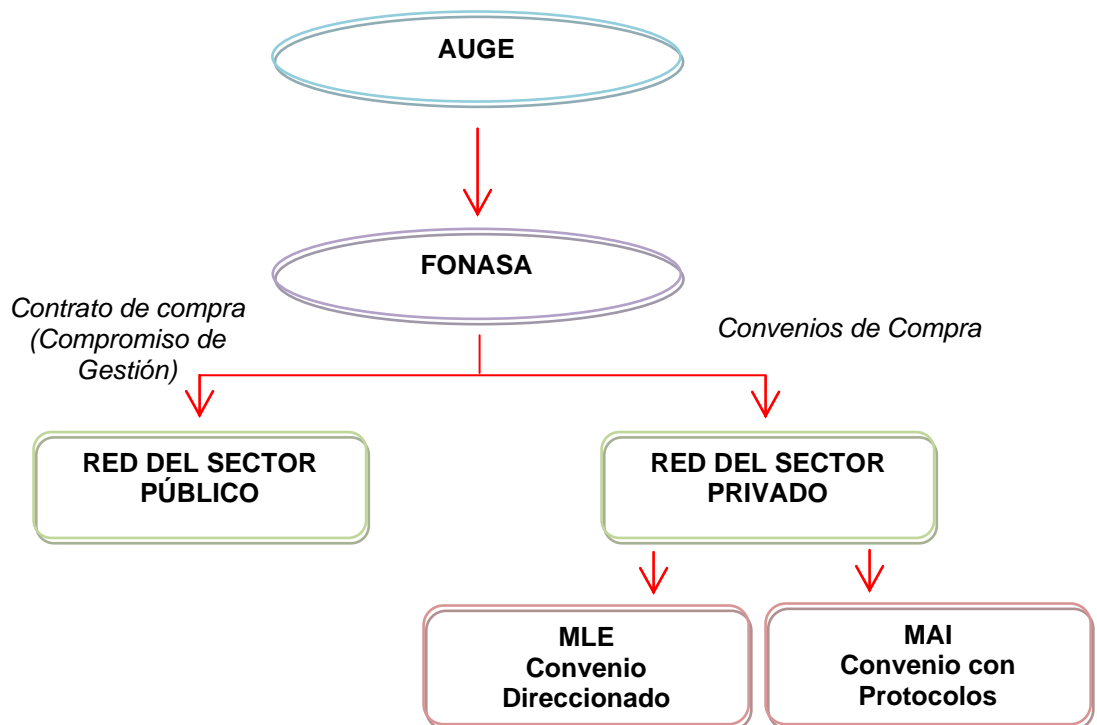 AUGE
FONASA
Contrato de compra
(Compromiso de
Gestión)
Convenios de Compra
RED DEL SECTOR
PÚBLICO
RED DEL SECTOR
PRIVADO
MLE
Convenio
Direccionado
MAI
Convenio con
Protocolos